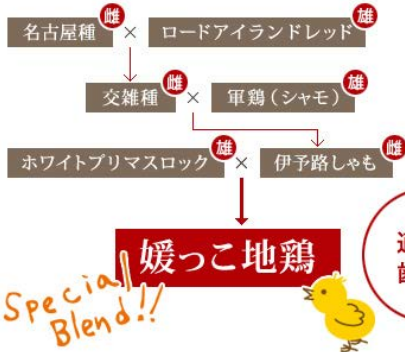 名古屋種 雌 × ロードアイランドレッド 雄
交雑種 雌 × 軍鶏(シャモ) 雄
ホワイトプリマスロック 雄 × 伊予路しゃも 雌
媛っこ地鶏
Special
Blend!!